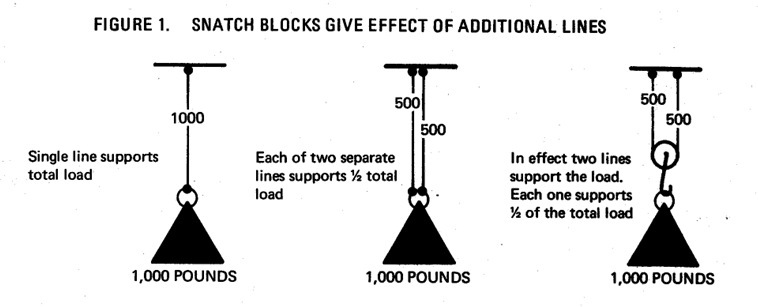 FIGURE 1. SNATCH BLOCKS GIVE EFFECT OF ADDITIONAL LINES
1000
Single line supports
total load
1,000 POUNDS
500
500
Each of two separate
lines supports ½ total
load
1,000 POUNDS
500
500
In effect two lines
support the load.
Each one supports
½ of the total load
1,000 POUNDS